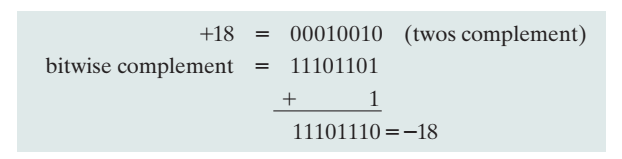 +18 = 00010010 (twos complement)
bitwise complement = 11101101
+ 1
11101110 = −18